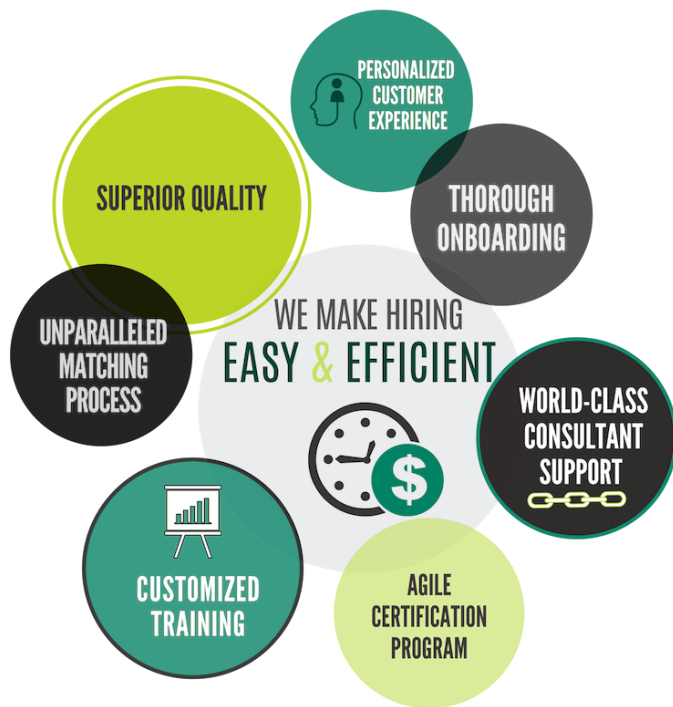 PERSONALIZED
CUSTOMER
EXPERIENCE
SUPERIOR QUALITY
THOROUGH
ONBOARDING
WE MAKE HIRING
EASY & EFFICIENT
UNPARALLELED
MATCHING
PROCESS
WORLD-CLASS
CONSULTANT
SUPPORT
$
CUSTOMIZED
TRAINING
AGILE
CERTIFICATION
PROGRAM